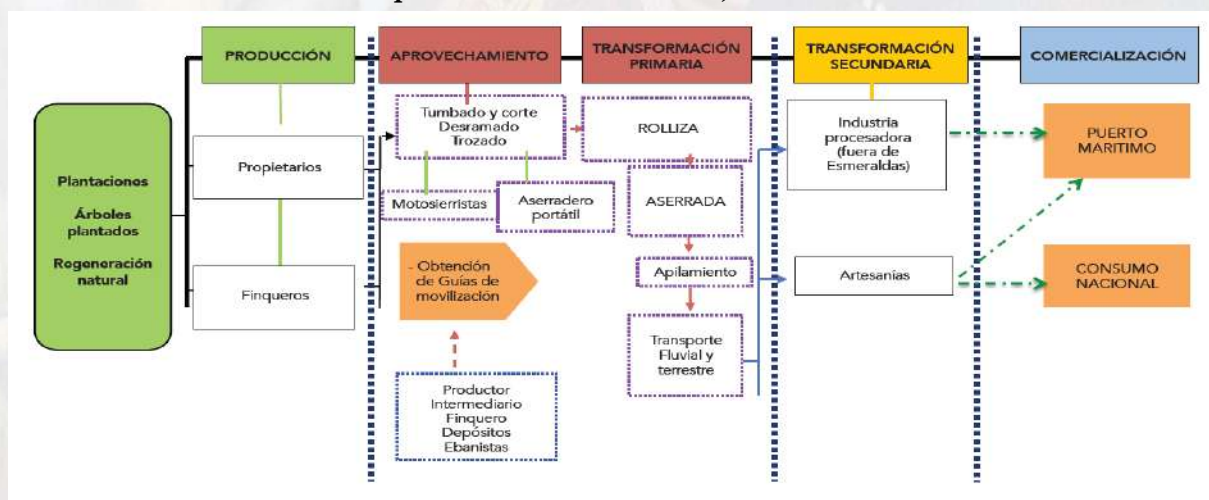 PRODUCCIÓN
APROVECHAMIENTO
TRANSFORMACIÓN
PRIMARIA
TRANSFORMACIÓN
SECUNDARIA
COMERCIALIZACIÓN
Plantaciones
Árboles
plantados
Regeneración
natural
Propietarios
Finqueros
Tumbado y corte
Desramado
Trozado
Motosierristas
Aserradero
portátil
- Obtención
de Guías de
movilización
Productor
Intermediario
Finquero
Depósitos
Ebanistas
ROLLIZA
ASERRADA
Apilamiento
Transporte
Fluvial y
terrestre
Industria
procesadora
(fuera de
Esmeraldas)
Artesanías
PUERTO
MARITIMO
CONSUMO
NACIONAL